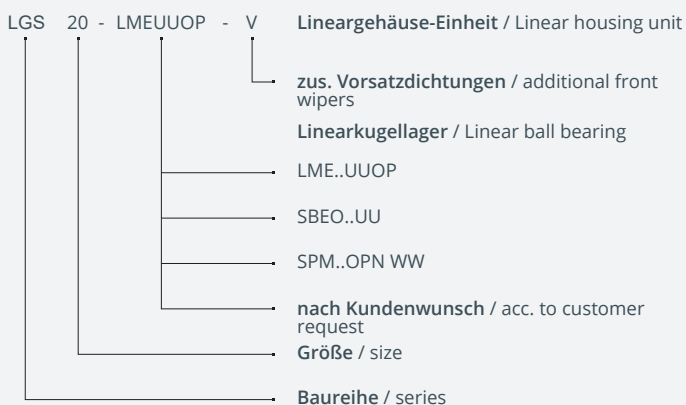 LGS 20 - LMEUUOP - V Lineargehäuse-Einheit / Linear housing unit
zus. Vorsatzdichtungen / additional front
wipers
Linearkugellager / Linear ball bearing
LME..UUOP
SBEO..UU
SPM..OPN WW
nach Kundenwunsch / acc. to customer
request
Größe / size
Baureihe / series